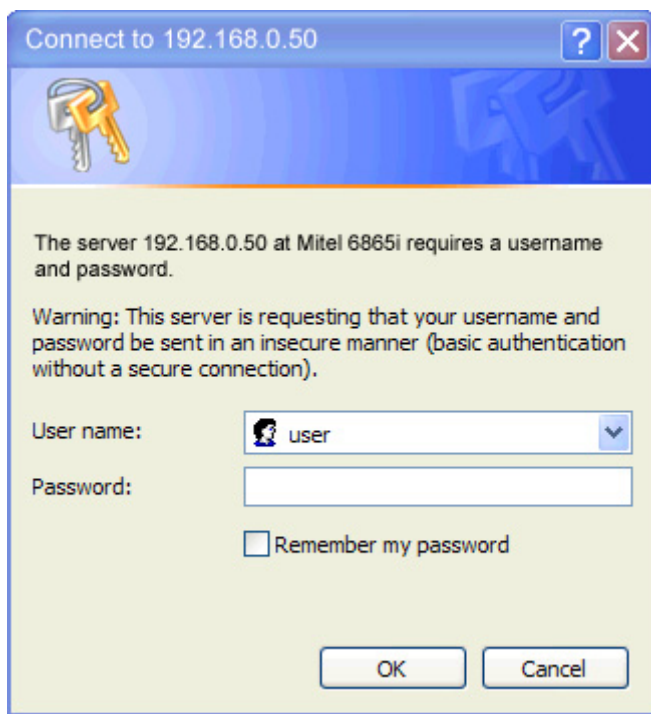 Connect to 192.168.0.50
?
The server 192.168.0.50 at Mitel 6865i requires a username
and password.
Warning: This server is requesting that your username and
password be sent in an insecure manner (basic authentication
without a secure connection).
User name:
user
Password:
Remember my password
OK
Cancel